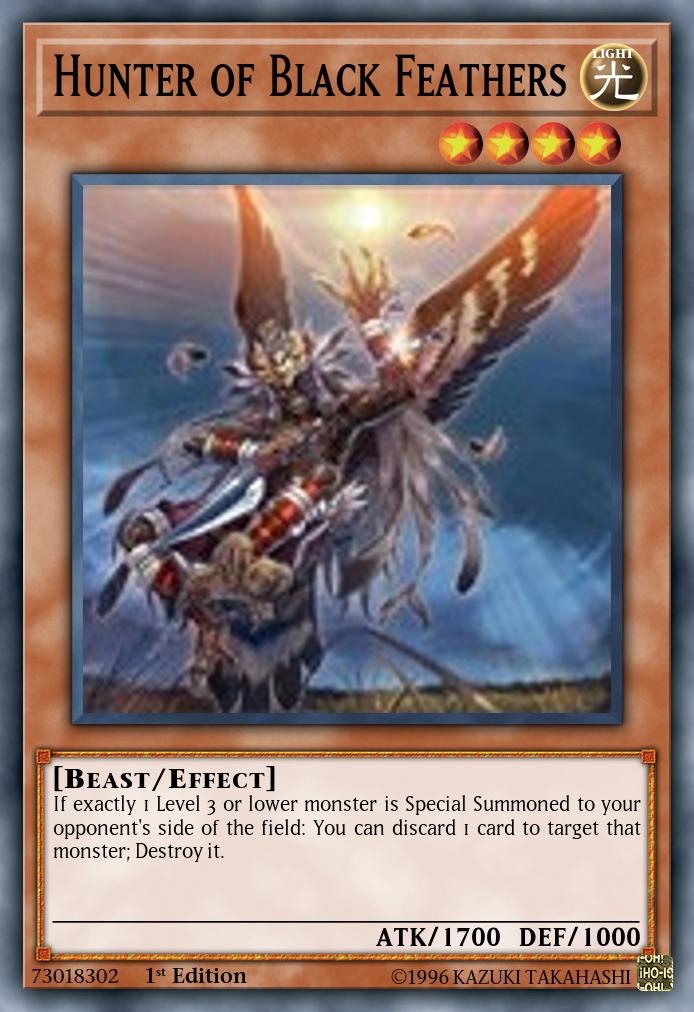 Hunter of Black Feathers
LIGHT
光
[Beast/Effect]
If exactly 1 Level 3 or lower monster is Special Summoned to your
opponent's side of the field: You can discard 1 card to target that
monster; Destroy it.
ATK/1700 DEF/1000
73018302 1st Edition ©1996 KAZUKI TAKAHASHI